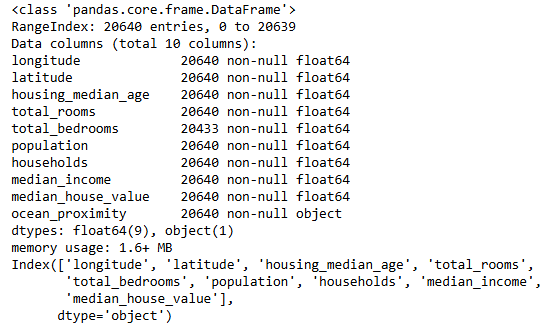 <class 'pandas.core.frame.DataFrame'>
RangeIndex: 20640 entries, 0 to 20639
Data columns (total 10 columns):
longitude             20640 non-null float64
latitude              20640 non-null float64
housing_median_age    20640 non-null float64
total_rooms           20640 non-null float64
total_bedrooms        20433 non-null float64
population            20640 non-null float64
households            20640 non-null float64
median_income         20640 non-null float64
median_house_value    20640 non-null float64
ocean_proximity       20640 non-null object
dtypes: float64(9), object(1)
memory usage: 1.6+ MB
Index(['longitude', 'latitude', 'housing_median_age', 'total_rooms',
       'total_bedrooms', 'population', 'households', 'median_income',
       'median_house_value'],
      dtype='object')